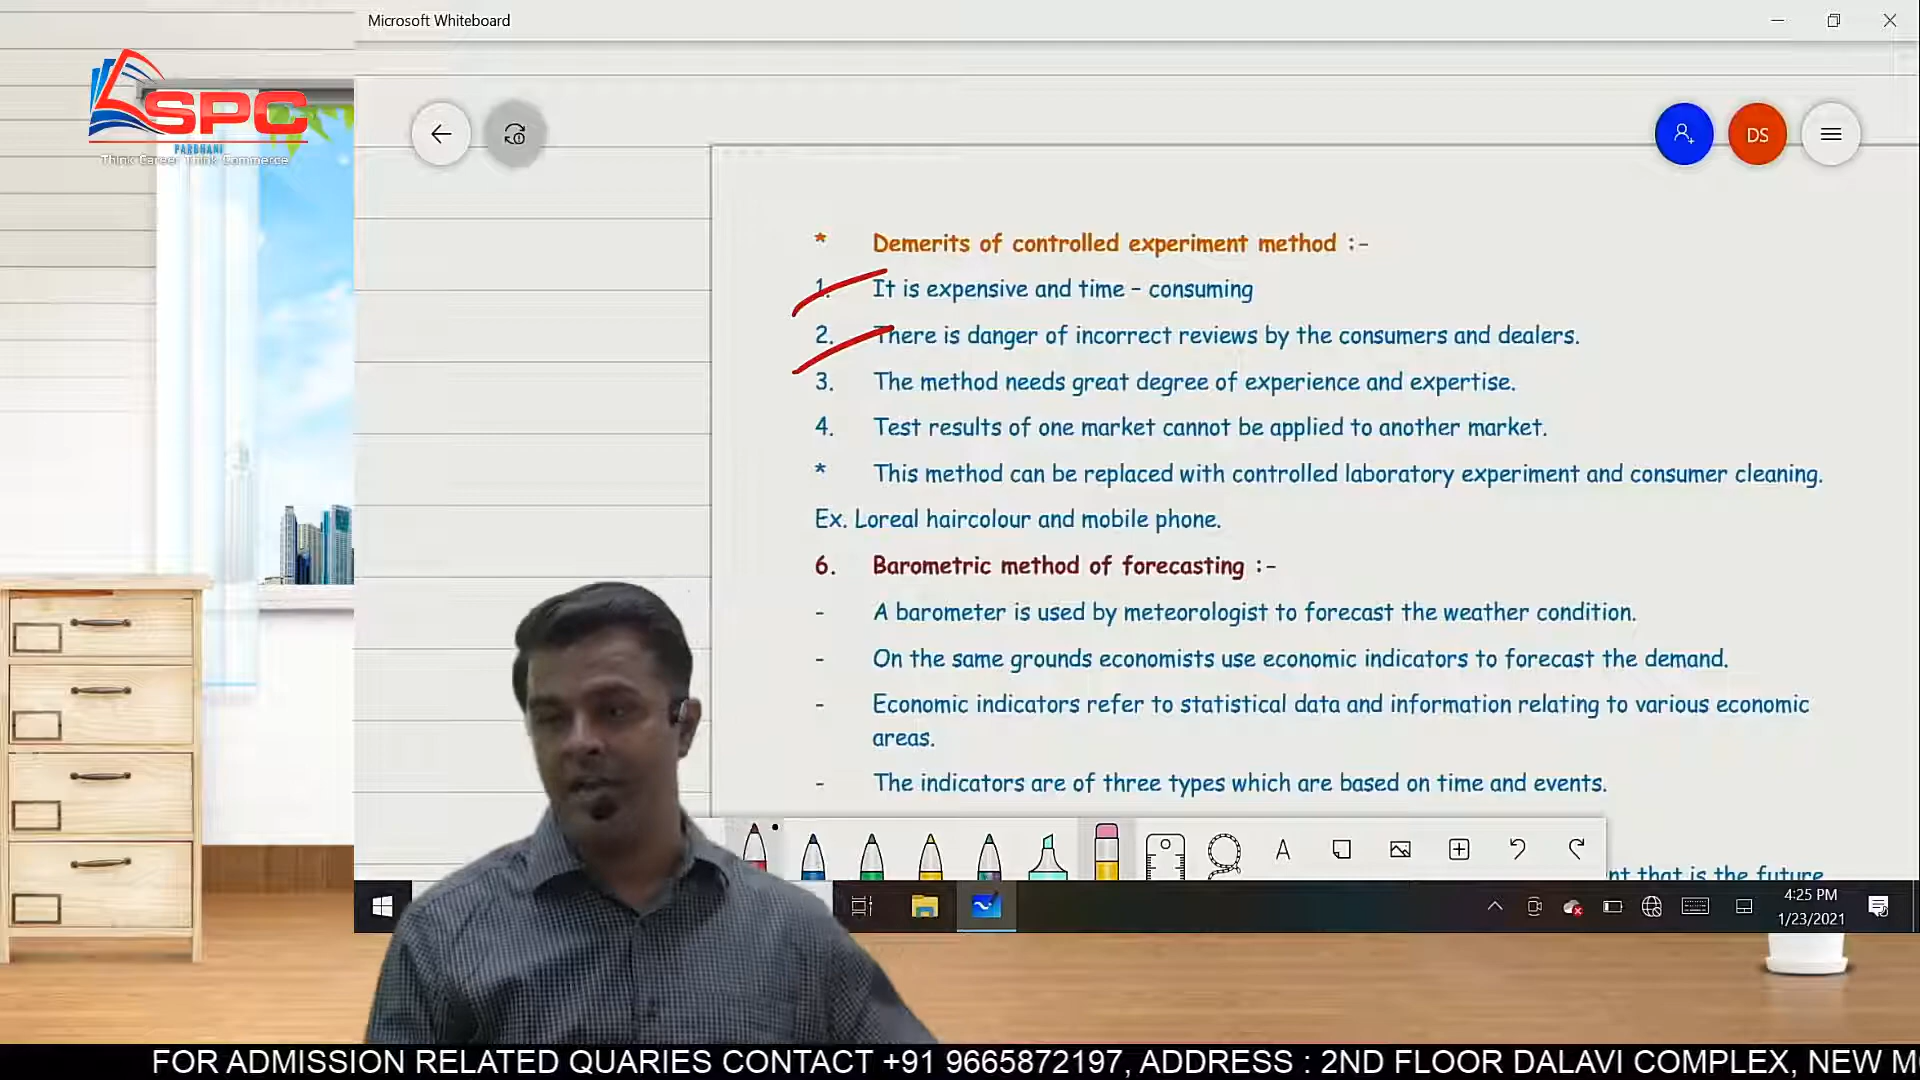 Microsoft Whiteboard
SPC
PARBHANI
Think Career Think Commerce
DS
* Demerits of controlled experiment method :-
1. It is expensive and time - consuming
2. There is danger of incorrect reviews by the consumers and dealers.
3. The method needs great degree of experience and expertise.
4. Test results of one market cannot be applied to another market.
* This method can be replaced with controlled laboratory experiment and consumer cleaning.
Ex. Loreal haircolour and mobile phone.
6. Barometric method of forecasting :-
- A barometer is used by meteorologist to forecast the weather condition.
- On the same grounds economists use economic indicators to forecast the demand.
- Economic indicators refer to statistical data and information relating to various economic
areas.
- The indicators are of three types which are based on time and events.
that is the future
4:25 PM
1/23/2021
FOR ADMISSION RELATED QUARIES CONTACT +91 9665872197, ADDRESS : 2ND FLOOR DALAVI COMPLEX, NEW